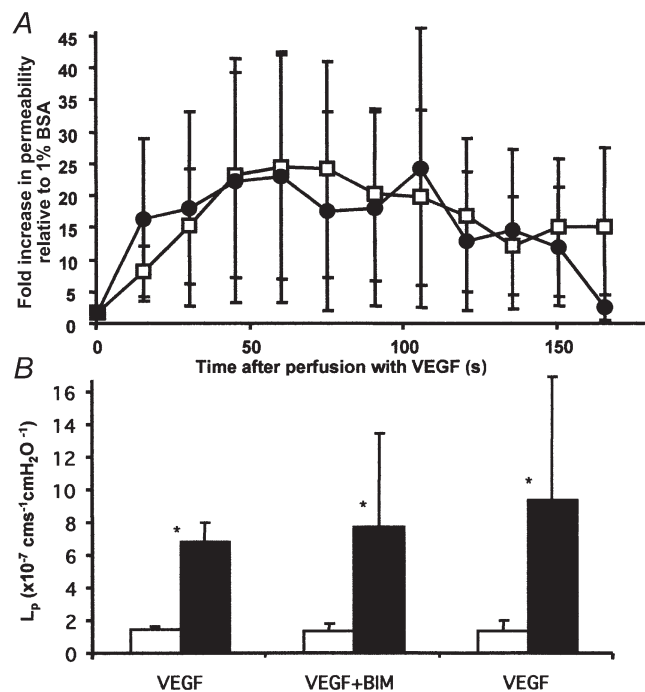 A
Fold increase in permeability
relative to 1% BSA
45
40
35
30
25
20
15
10
5
0
0 50 100 150
Time after perfusion with VEGF (s)
B
Lp (x10⁻⁷ cms⁻¹cmH₂O⁻¹)
16
14
12
10
8
6
4
2
0
* * *
VEGF VEGF+BIM VEGF